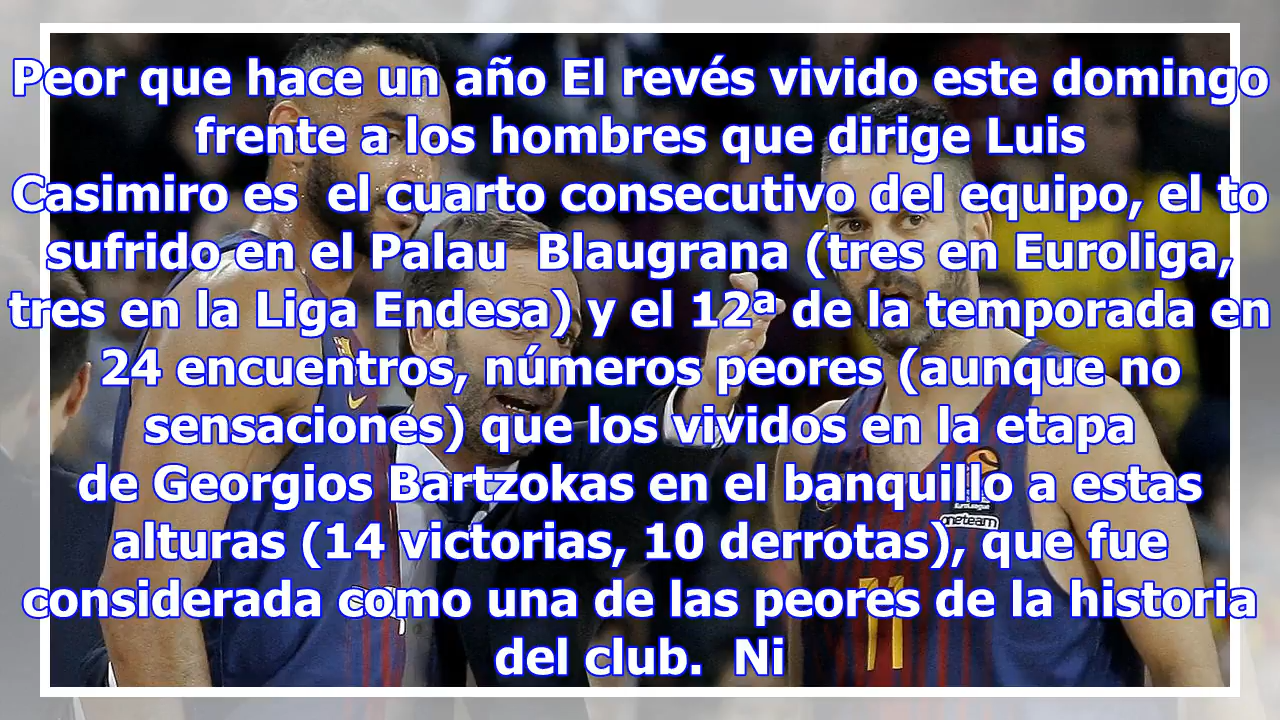 Peor que hace un año El revés vivido este domingo
frente a los hombres que dirige Luis
Casimiro es  el cuarto consecutivo del equipo, el to
sufrido en el Palau  Blaugrana (tres en Euroliga,
tres en la Liga Endesa) y el 12ª de la temporada en
24 encuentros, números peores (aunque no
sensaciones) que los vividos en la etapa
de Georgios Bartzokas en el banquillo a estas
alturas (14 victorias, 10 derrotas), que fue
considerada como una de las peores de la historia
del club.  Ni
EuroLeague
oneteam
11